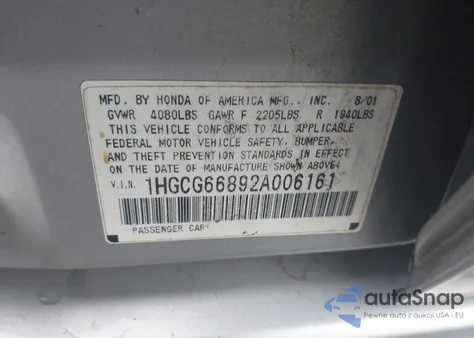 MFD. BY HONDA OF AMERICA MFG., INC. 8/01
GVWR 4080LBS GAWR F 2205LBS R 1940LBS
THIS VEHICLE CONFORMS TO ALL APPLICABLE
FEDERAL MOTOR VEHICLE SAFETY, BUMPER,
AND THEFT PREVENTION STANDARDS IN EFFECT
ON THE DATE OF MANUFACTURE SHOWN ABOVE.
V.I.N. 1HGCG66892A006161
PASSENGER CAR
autoSnap
Pewne auta z aukcji USA i EU